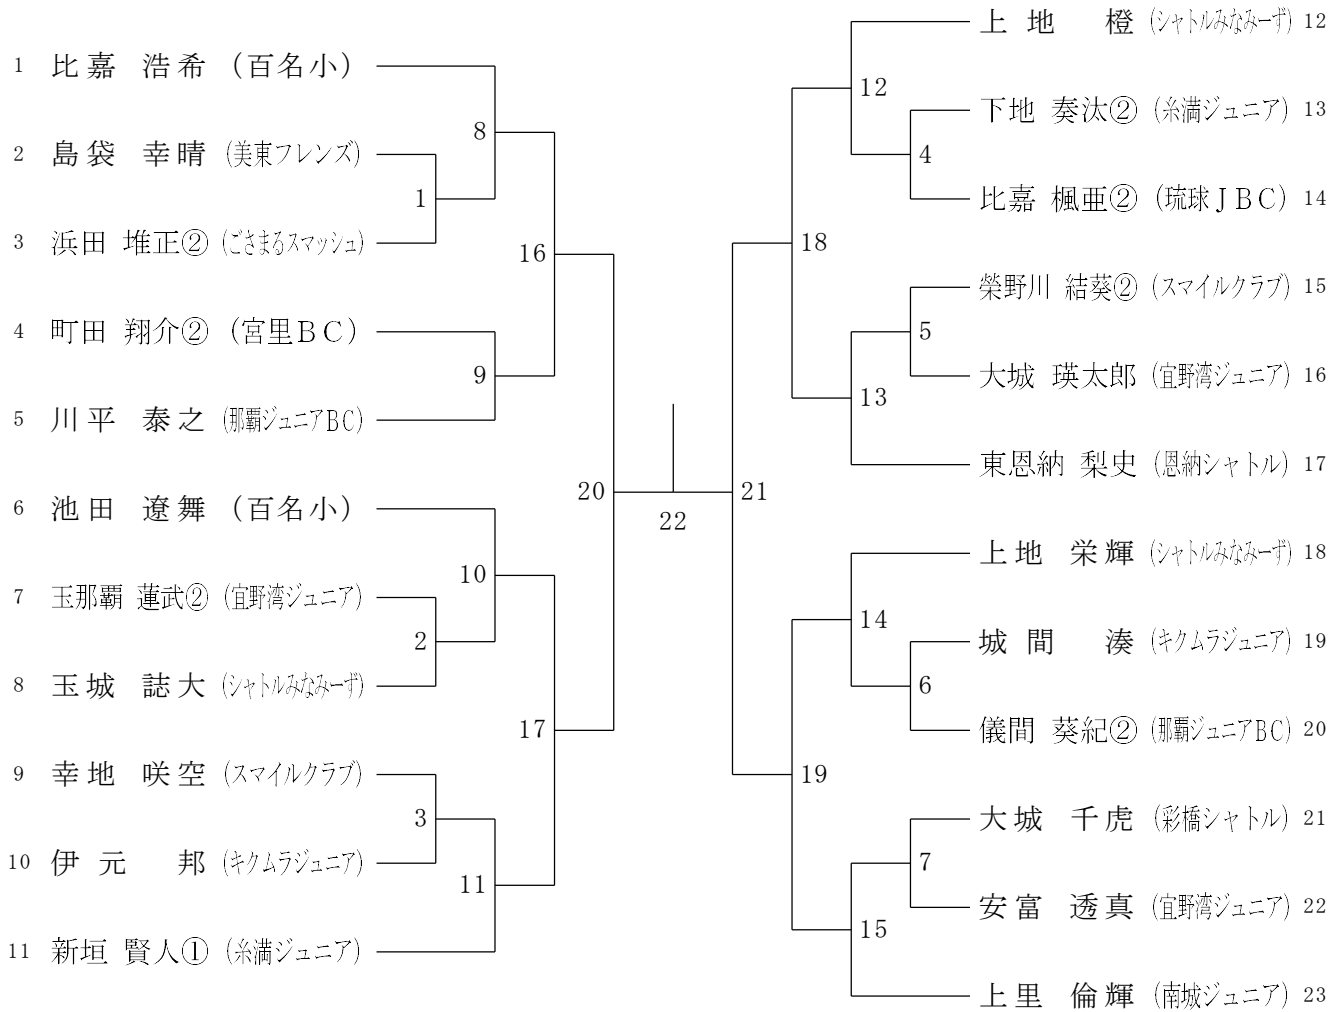 1 比嘉 浩希 (百名小)
2 島袋 幸晴 (美東フレンズ)
3 浜田 堆正② (ごさまるスマッシュ)
4 町田 翔介② (宮里BC)
5 川平 泰之 (那覇ジュニアBC)
6 池田 遼舞 (百名小)
7 玉那覇 蓮武② (宜野湾ジュニア)
8 玉城 誌大 (シャトルみなみーず)
9 幸地 咲空 (スマイルクラブ)
10 伊元 邦 (キクムラジュニア)
11 新垣 賢人① (糸満ジュニア)
8
1
16
9
10
2
17
3
11
20
22
21
12
4
18
5
13
14
6
19
7
15
上地 橙 (シャトルみなみーず) 12
下地 奏汰② (糸満ジュニア) 13
比嘉 楓亜② (琉球JBC) 14
榮野川 結葵② (スマイルクラブ) 15
大城 瑛太郎 (宜野湾ジュニア) 16
東恩納 梨史 (恩納シャトル) 17
上地 栄輝 (シャトルみなみーず) 18
城間 湊 (キクムラジュニア) 19
儀間 葵紀② (那覇ジュニアBC) 20
大城 千虎 (彩橋シャトル) 21
安富 透真 (宜野湾ジュニア) 22
上里 倫輝 (南城ジュニア) 23